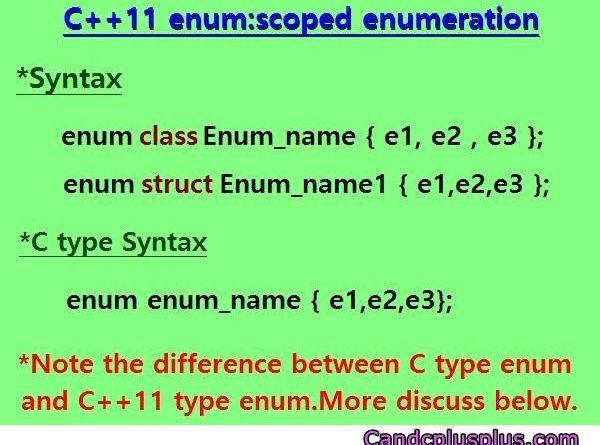 C++11 enum:scoped enumeration
*Syntax
enum class Enum_name { e1, e2 , e3 };
enum struct Enum_name1 { e1,e2,e3 };
*C type Syntax
enum enum_name { e1,e2,e3};
*Note the difference between C type enum
and C++11 type enum.More discuss below.
Candcplusplus.com